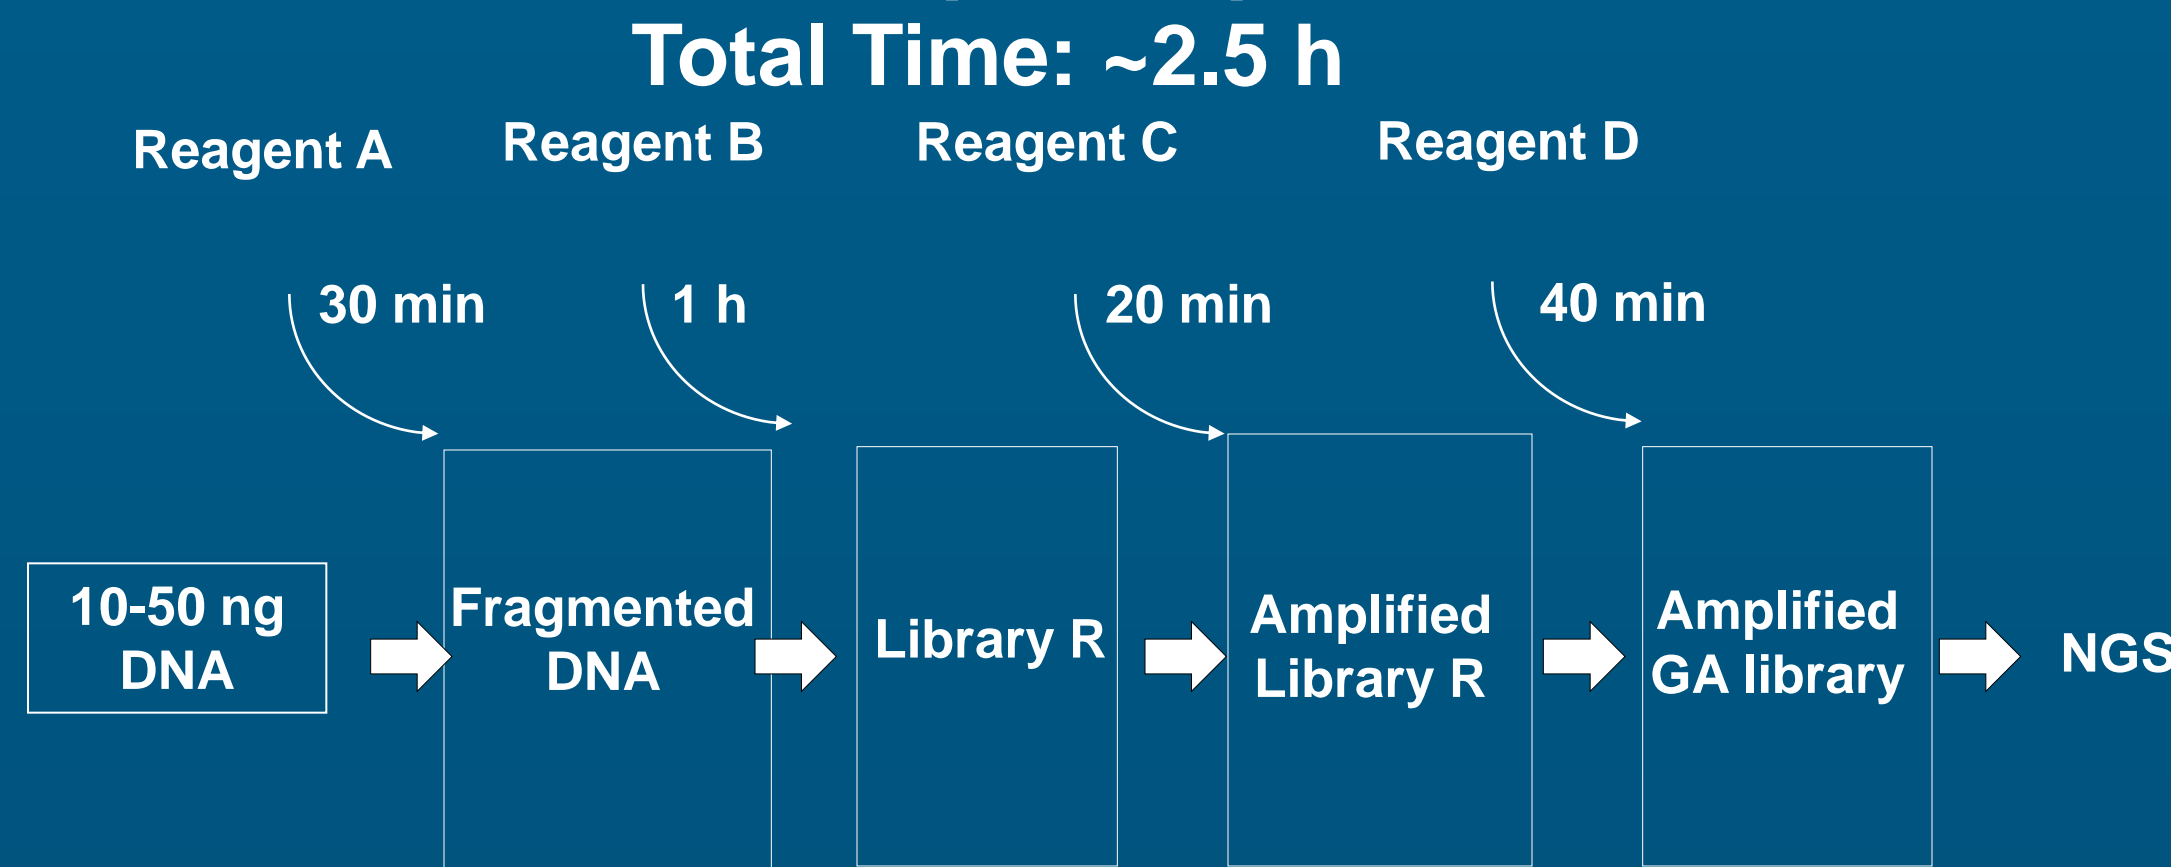 Total Time: ~2.5 h
Reagent A
Reagent B
Reagent C
Reagent D
30 min
1 h
20 min
40 min
10-50 ng
DNA
Fragmented
DNA
Library R
Amplified
Library R
Amplified
GA library
NGS